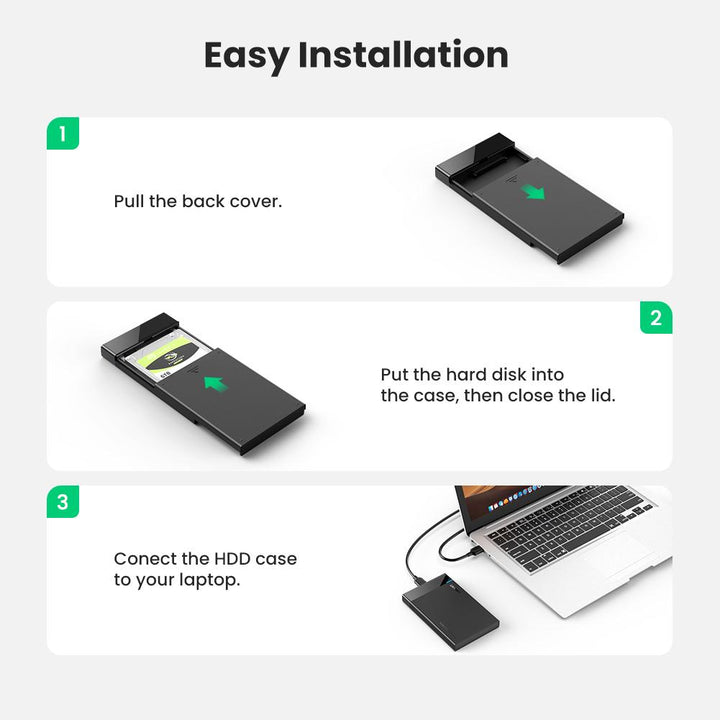 Easy Installation
1
Pull the back cover.
2
Put the hard disk into
the case, then close the lid.
3
Conect the HDD case
to your laptop.